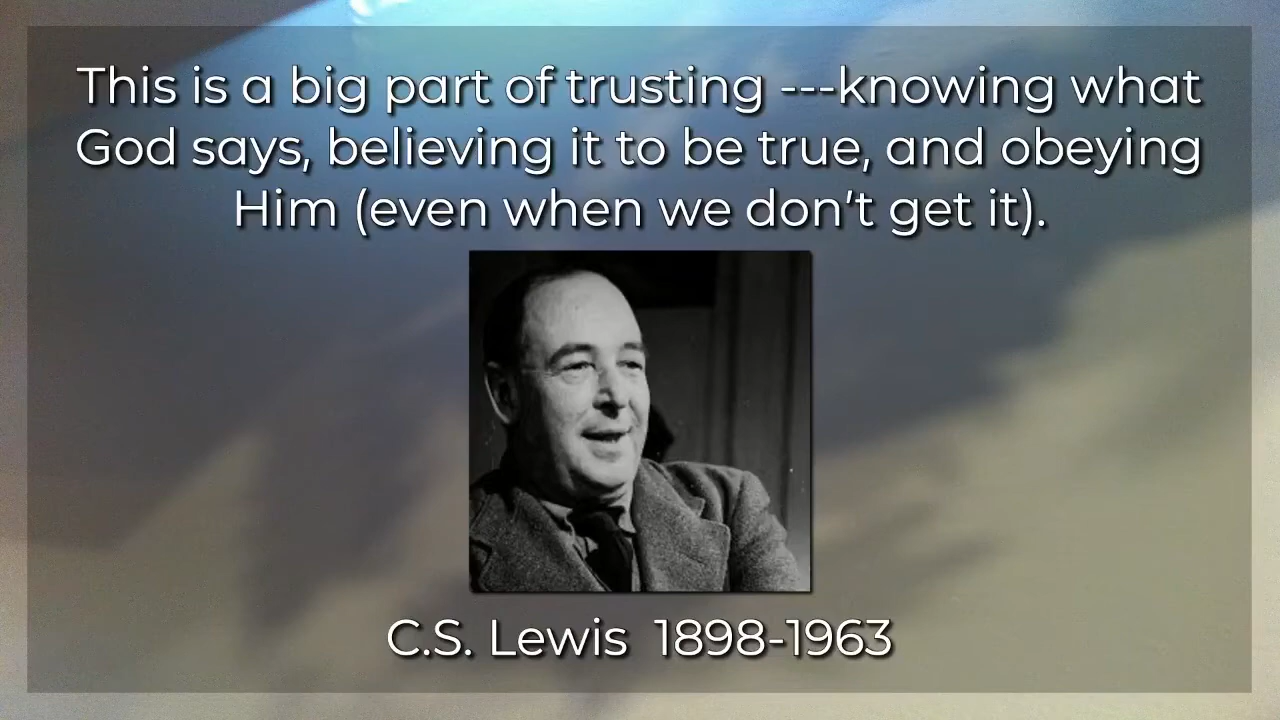 This is a big part of trusting ---knowing what
God says, believing it to be true, and obeying
Him (even when we don't get it).
C.S. Lewis  1898-1963